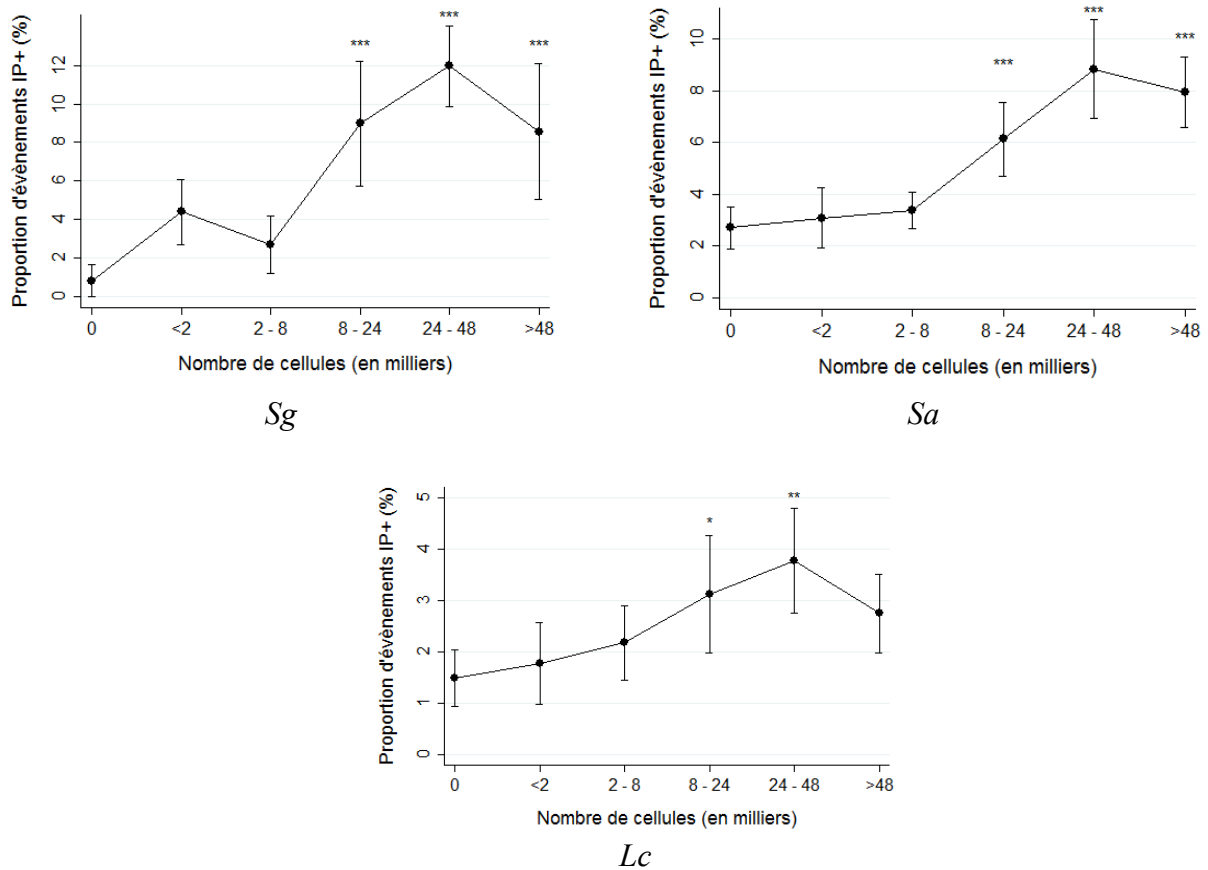 Proportion d'évènements IP+ (%)
12
10
8
6
4
2
0
***
***
***
0
<2
2 - 8
8 - 24
24 - 48
>48
Nombre de cellules (en milliers)
Sg
Proportion d'évènements IP+ (%)
10
8
6
4
2
0
***
***
***
0
<2
2 - 8
8 - 24
24 - 48
>48
Nombre de cellules (en milliers)
Sa
Proportion d'évènements IP+ (%)
5
4
3
2
1
0
*
**
0
<2
2 - 8
8 - 24
24 - 48
>48
Nombre de cellules (en milliers)
Lc